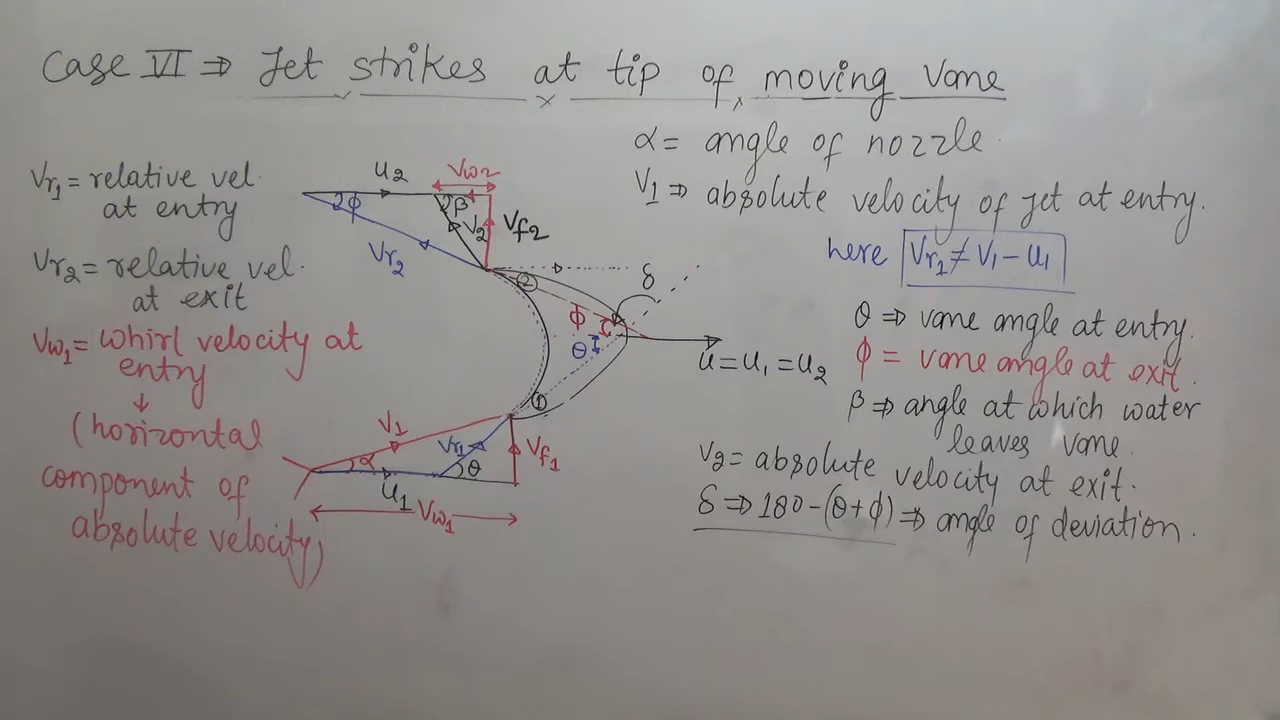 Case VI ⇒ Jet strikes at tip of moving Vane
α = angle of nozzle
V1 ⇒ absolute velocity of jet at entry.
here Vr1 ≠ V1 - u1
θ ⇒ vane angle at entry.
ϕ = vane angle at exit.
β ⇒ angle at which water
leaves vane.
V2 = absolute velocity at exit.
δ ⇒ 180 - (θ + ϕ) ⇒ angle of deviation.
Vr1 = relative vel.
at entry
Vr2 = relative vel.
at exit
Vw1 = whirl velocity at
entry
↓
(horizontal
component of
absolute velocity)
u2
Vw2
ϕ
β
V2
Vf2
Vr2
②
δ
ϕ
θ
u = u1 = u2
①
V1
α
Vr1
θ
Vf1
u1
Vw1